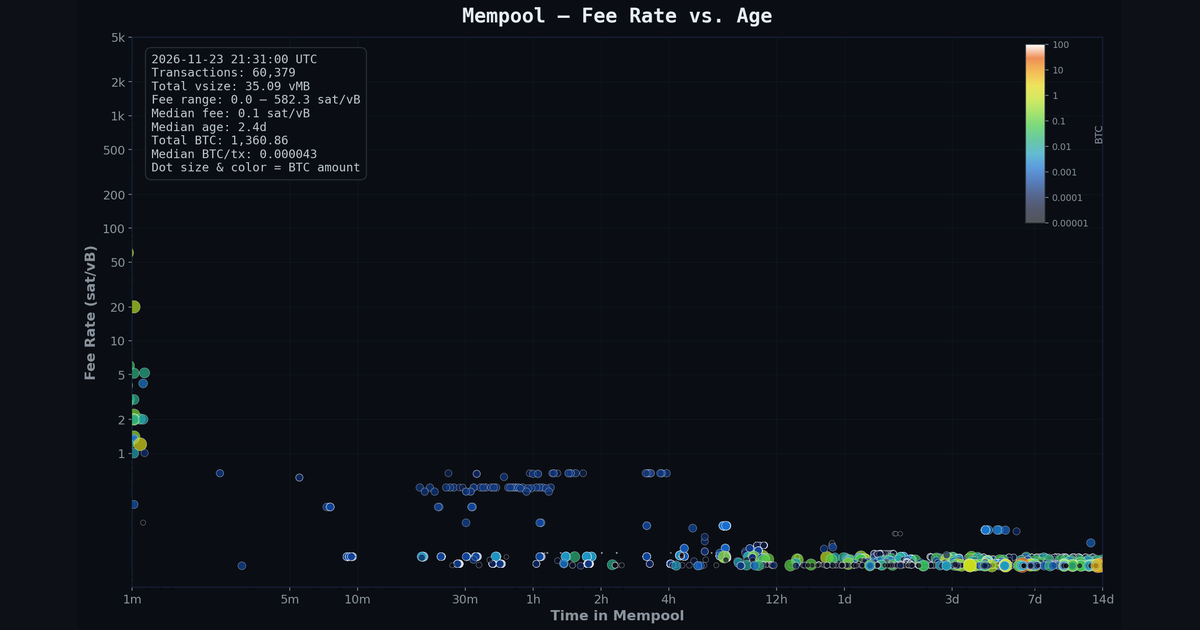 Mempool — Fee Rate vs. Age
2026-11-23 21:31:00 UTC
Transactions: 60,379
Total vsize: 35.09 vMB
Fee range: 0.0 — 582.3 sat/vB
Median fee: 0.1 sat/vB
Median age: 2.4d
Total BTC: 1,360.86
Median BTC/tx: 0.000043
Dot size & color = BTC amount
100
10
1
0.1
0.01
0.001
0.0001
0.00001
BTC
5k
2k
1k
500
200
100
50
20
10
5
2
1
Fee Rate (sat/vB)
1m 5m 10m 30m 1h 2h 4h 12h 1d 3d 7d 14d
Time in Mempool